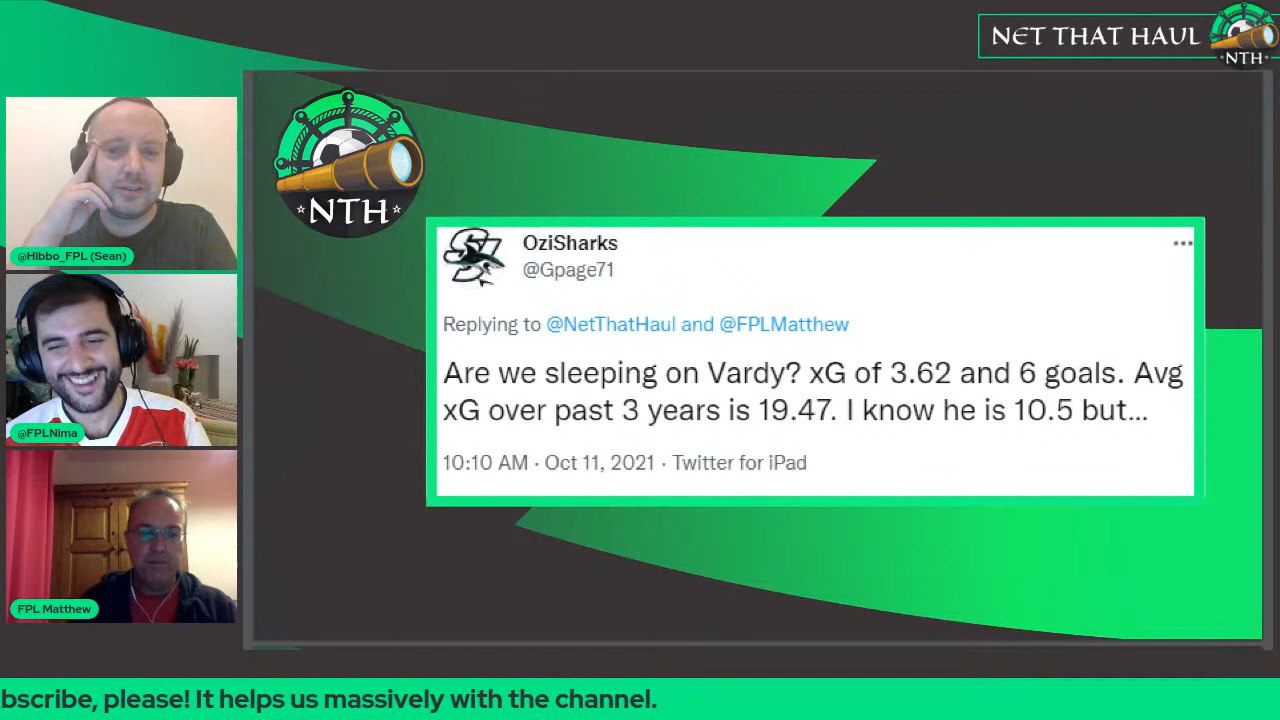 NET THAT HAUL
NTH
NTH
@Hibbo_FPL (Sean)
@FPLNima
FPL Matthew
OziSharks
@Gpage71
Replying to @NetThatHaul and @FPLMatthew
Are we sleeping on Vardy? xG of 3.62 and 6 goals. Avg
xG over past 3 years is 19.47. I know he is 10.5 but...
10:10 AM · Oct 11, 2021 · Twitter for iPad
bscribe, please! It helps us massively with the channel.